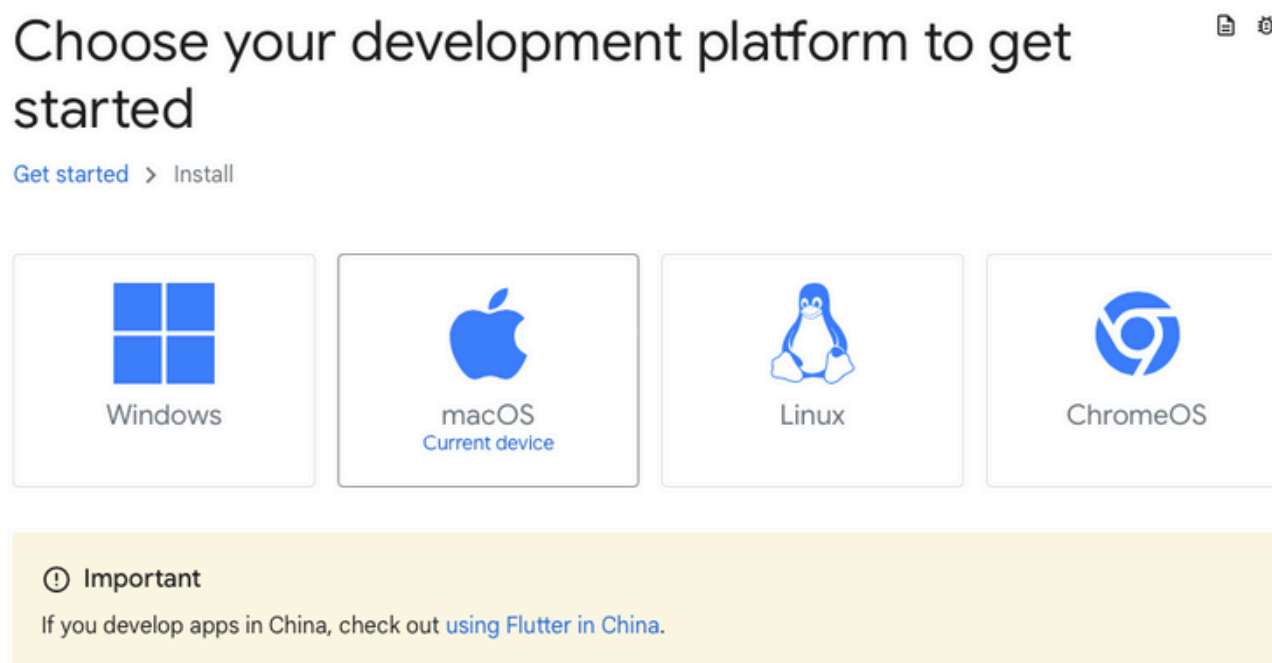 Choose your development platform to get
started
Get started > Install
Windows
macOS
Current device
Linux
ChromeOS
Important
If you develop apps in China, check out using Flutter in China.